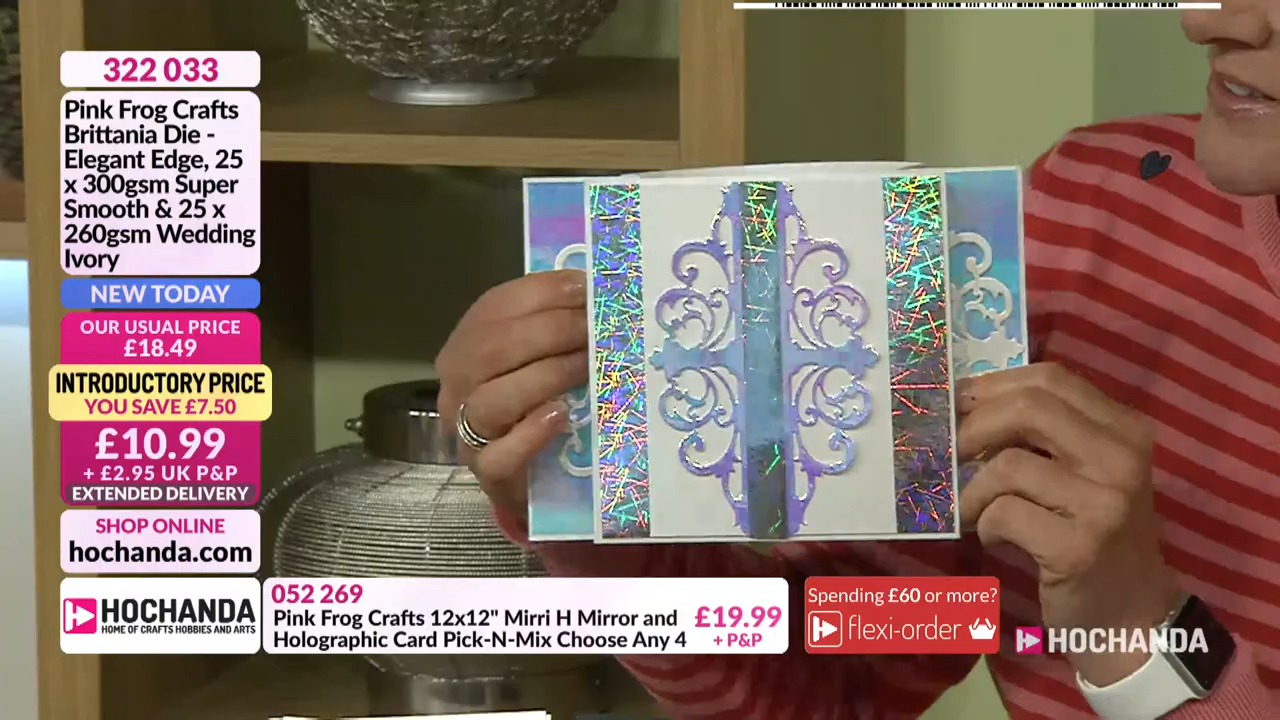 322 033
Pink Frog Crafts
Brittania Die -
Elegant Edge, 25
x 300gsm Super
Smooth & 25 x
260gsm Wedding
Ivory
NEW TODAY
OUR USUAL PRICE
£18.49
INTRODUCTORY PRICE
YOU SAVE £7.50
£10.99
+ £2.95 UK P&P
EXTENDED DELIVERY
SHOP ONLINE
hochanda.com
HOCHANDA
HOME OF CRAFTS HOBBIES AND ARTS
052 269
Pink Frog Crafts 12x12" Mirri H Mirror and
Holographic Card Pick-N-Mix Choose Any 4
£19.99
+ P&P
Spending £60 or more?
flexi-order
HOCHANDA